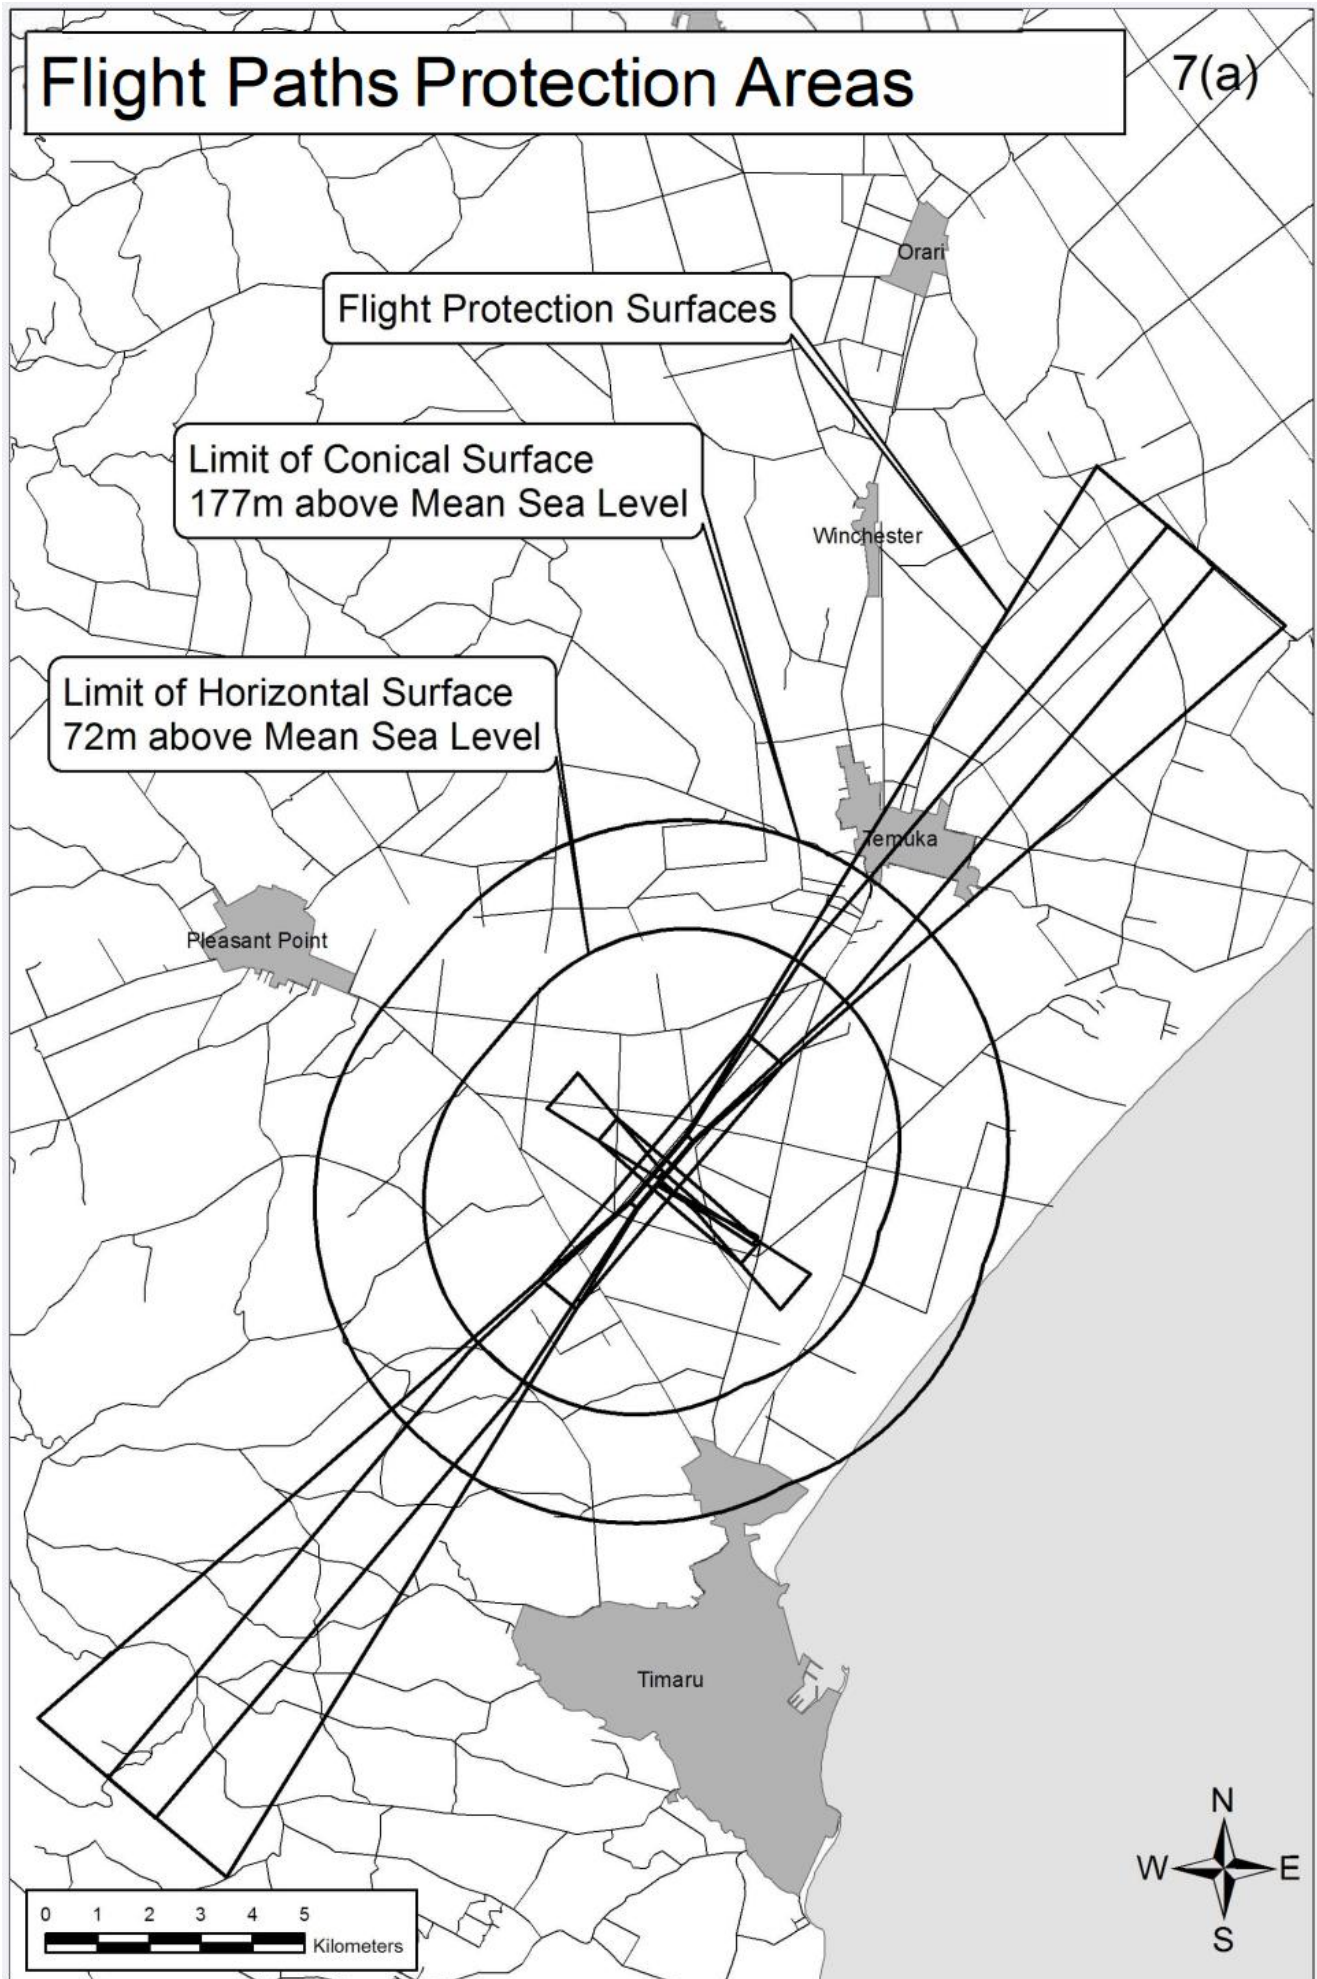 Flight Paths Protection Areas
7(a)
Orari
Flight Protection Surfaces
Limit of Conical Surface
177m above Mean Sea Level
Winchester
Limit of Horizontal Surface
72m above Mean Sea Level
Temuka
Pleasant Point
Timaru
N
W E
S
0 1 2 3 4 5
Kilometers